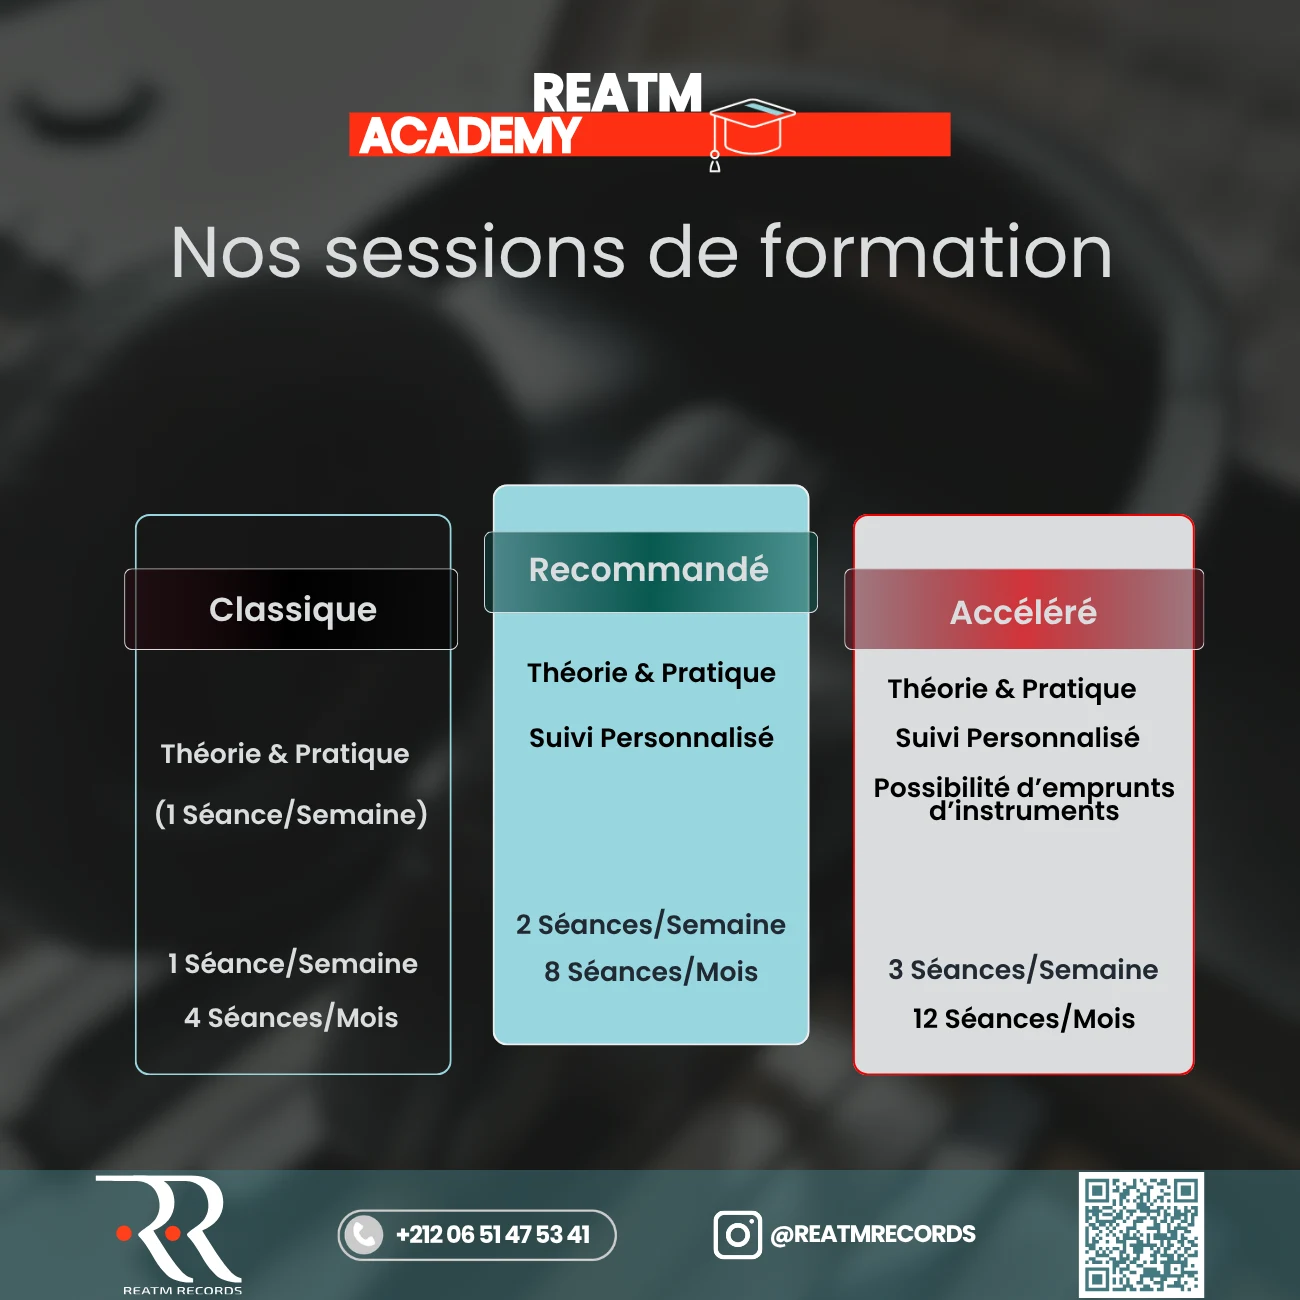 REATM
ACADEMY
Nos sessions de formation
Classique
Théorie & Pratique
(1 Séance/Semaine)
1 Séance/Semaine
4 Séances/Mois
Recommandé
Théorie & Pratique
Suivi Personnalisé
2 Séances/Semaine
8 Séances/Mois
Accéléré
Théorie & Pratique
Suivi Personnalisé
Possibilité d’emprunts
d’instruments
3 Séances/Semaine
12 Séances/Mois
RR
REATM RECORDS
+212 06 51 47 53 41
@REATMRECORDS